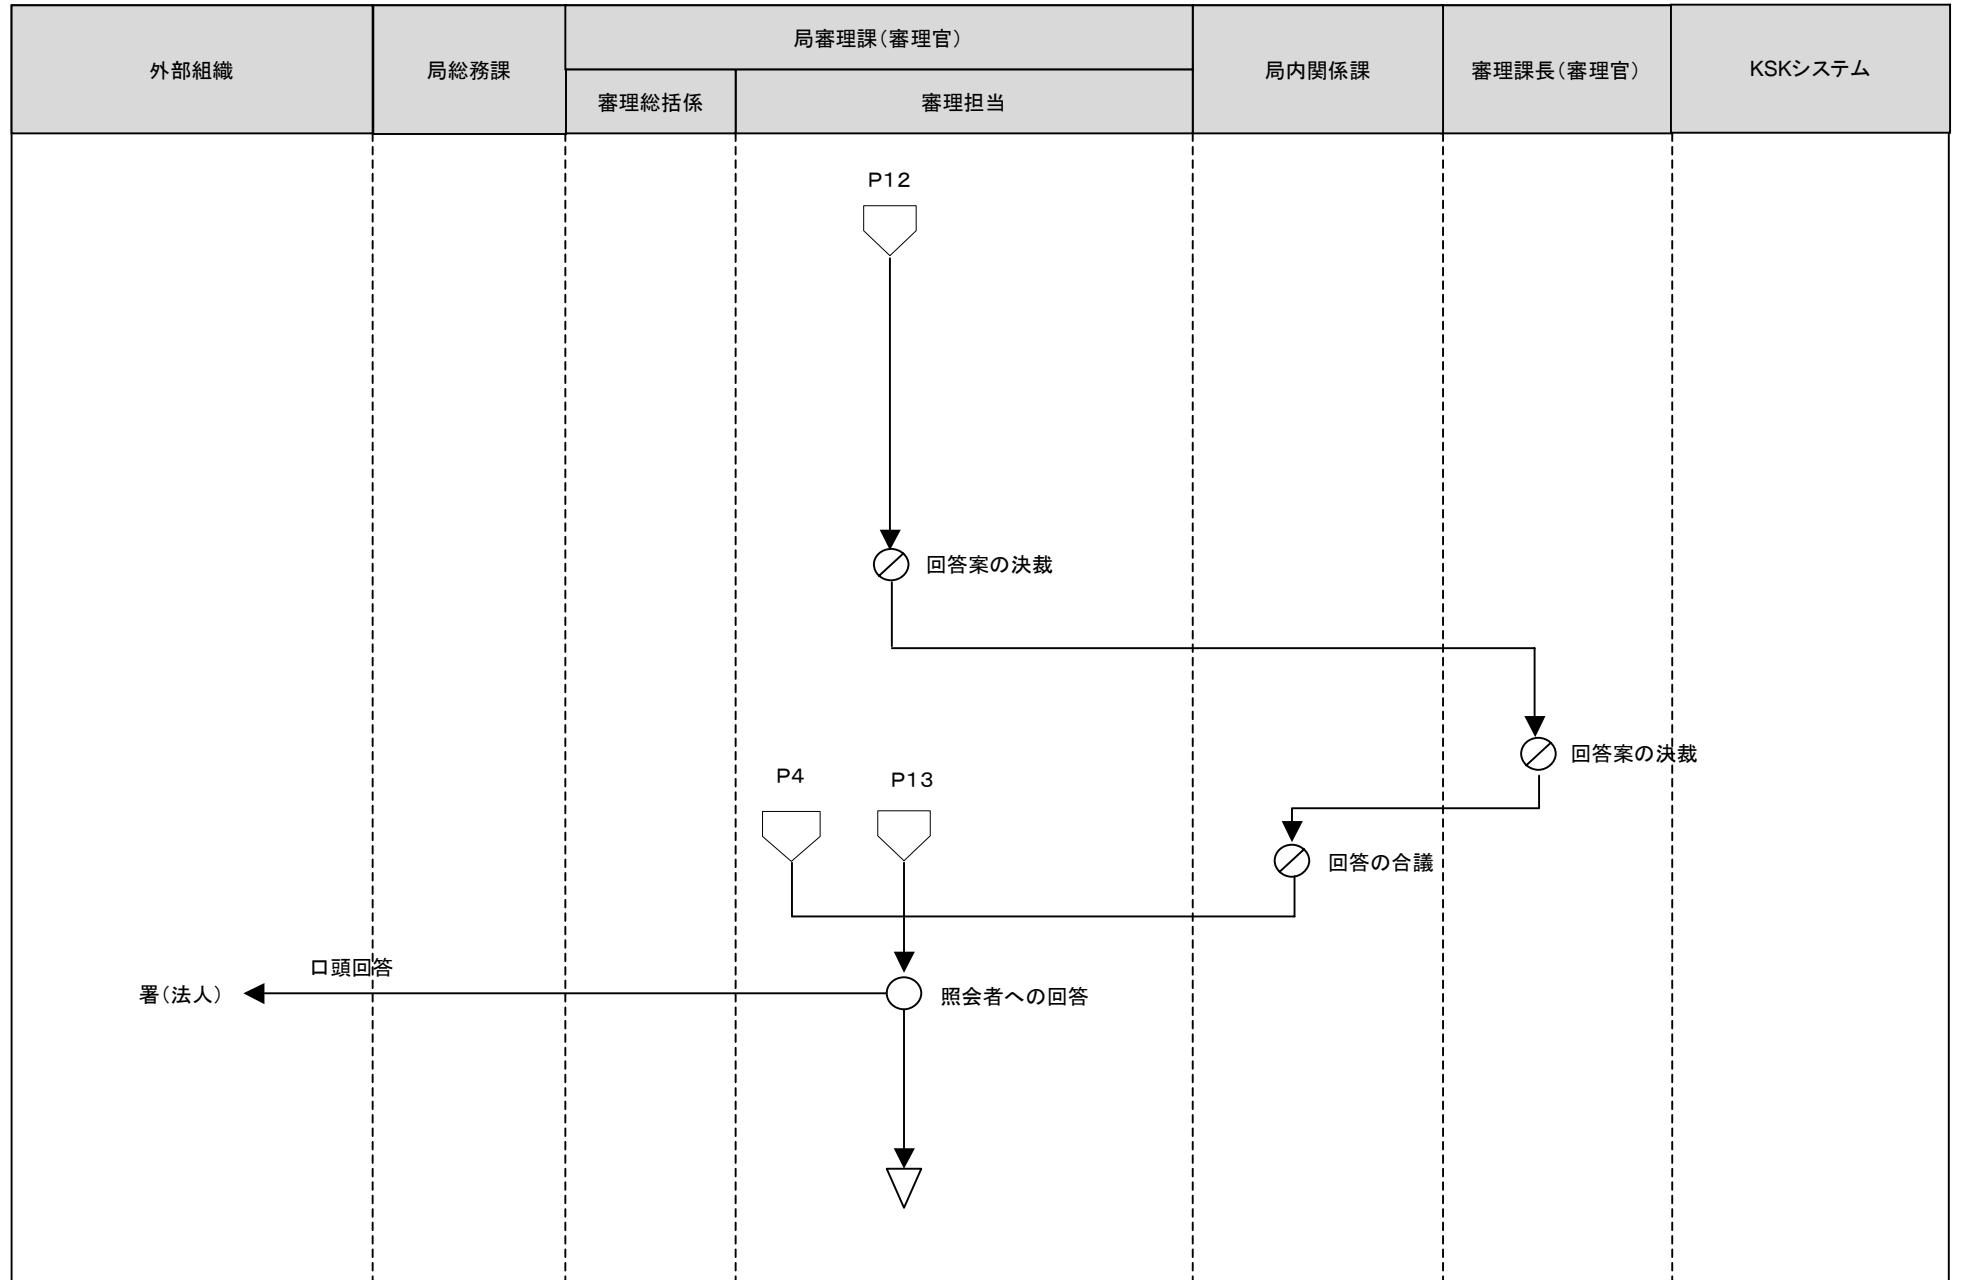 外部組織
局総務課
局審理課（審理官）
審理総括係
審理担当
局内関係課
審理課長（審理官）
KSKシステム
P12
回答案の決裁
回答案の決裁
P4
P13
回答の合議
口頭回答
署（法人）
照会者への回答